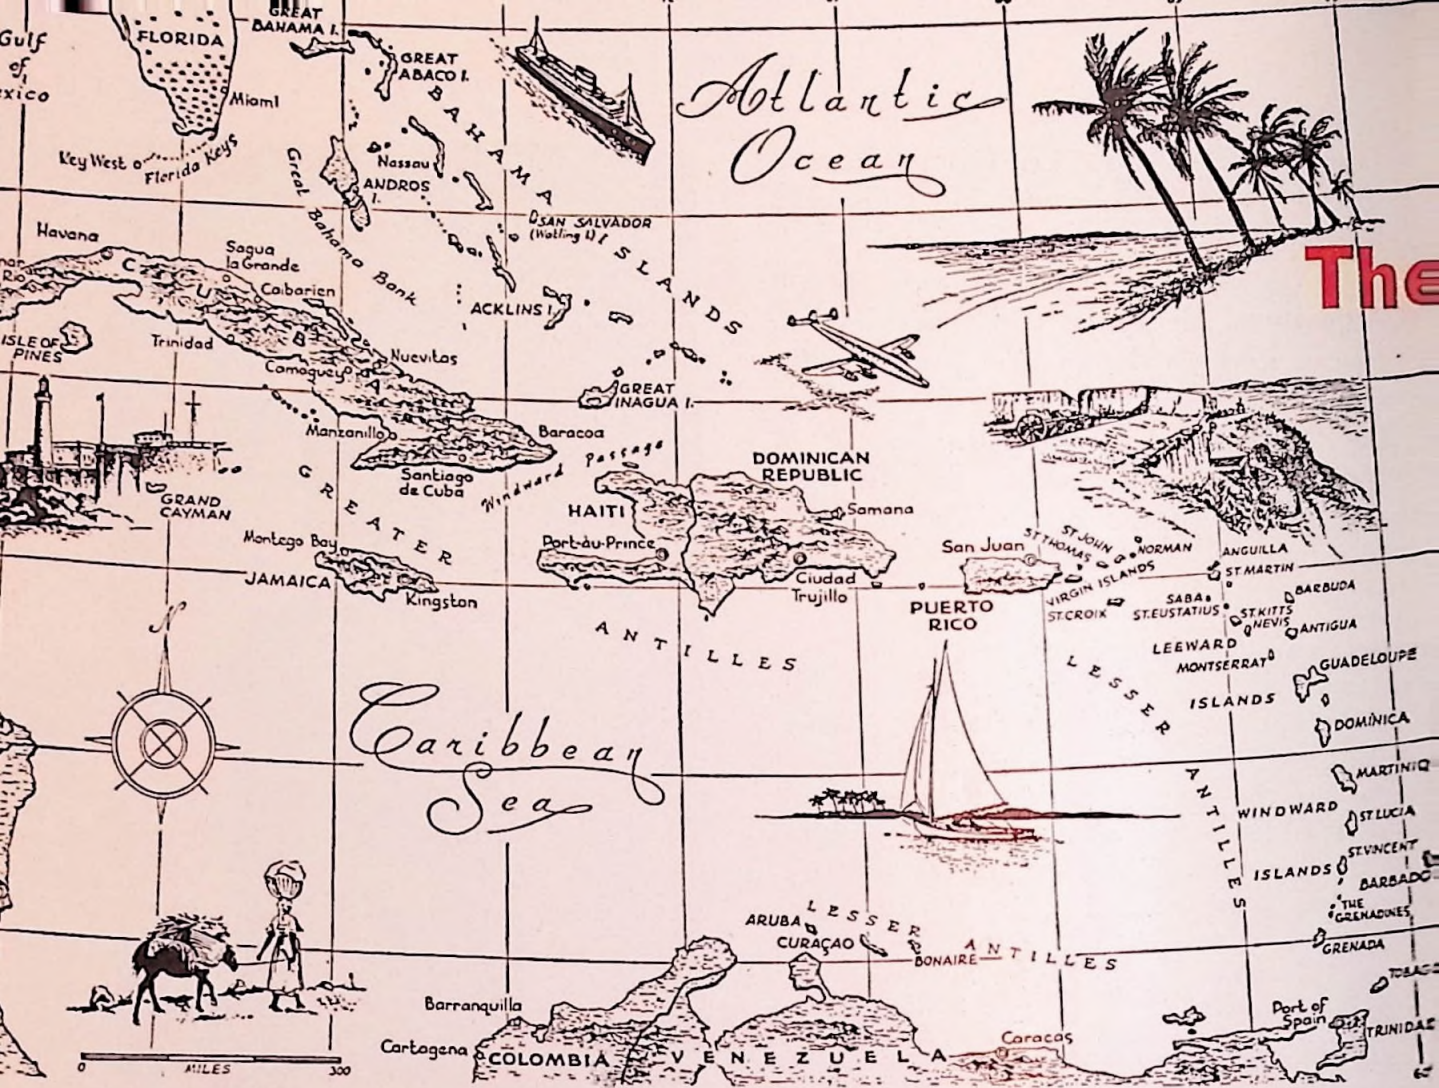 GREAT
BAHAMA I.
FLORIDA
Gulf
of
xico
GREAT
ABACO I.
Miami
Key West
Florida Keys
BAHAMA ISLANDS
Atlantic
Ocean
Nassau
ANDROS
I.
Great Bahama Bank
SAN SALVADOR
(Watling I.)
The
Havana
Rio
CUBA
Sagua
la Grande
Caibarien
ACKLINS I.
ISLE OF
PINES
Trinidad
Camaguey
Nuevitas
GREAT
INAGUA I.
Manzanillo
Baracoa
Santiago
de Cuba
Windward Passage
GRAND
CAYMAN
GREATER
ANTILLES
DOMINICAN
REPUBLIC
HAITI
Samana
Montego Bay
JAMAICA
Kingston
Port-àu-Prince
Ciudad
Trujillo
San Juan
PUERTO
RICO
ST THOMAS
ST JOHN
NORMAN
VIRGIN ISLANDS
ST. CROIX
ANGUILLA
ST MARTIN
SABA
BARBUDA
ST. EUSTATIUS
ST. KITTS
NEVIS
ANTIGUA
LEEWARD
MONTSERRAT
GUADELOUPE
ISLANDS
DOMINICA
LESSER
ANTILLES
N
Caribbean
Sea
MARTINIQ
WINDWARD
ST LUCIA
ST. VINCENT
ISLANDS
BARBADO
THE
GRENADINES
GRENADA
LESSER
ANTILLES
ARUBA
CURAÇAO
BONAIRE
TOBAG
Barranquilla
Port of
Spain
TRINIDAD
Cartagena
COLOMBIA
VENEZUELA
Caracas
0 MILES 300